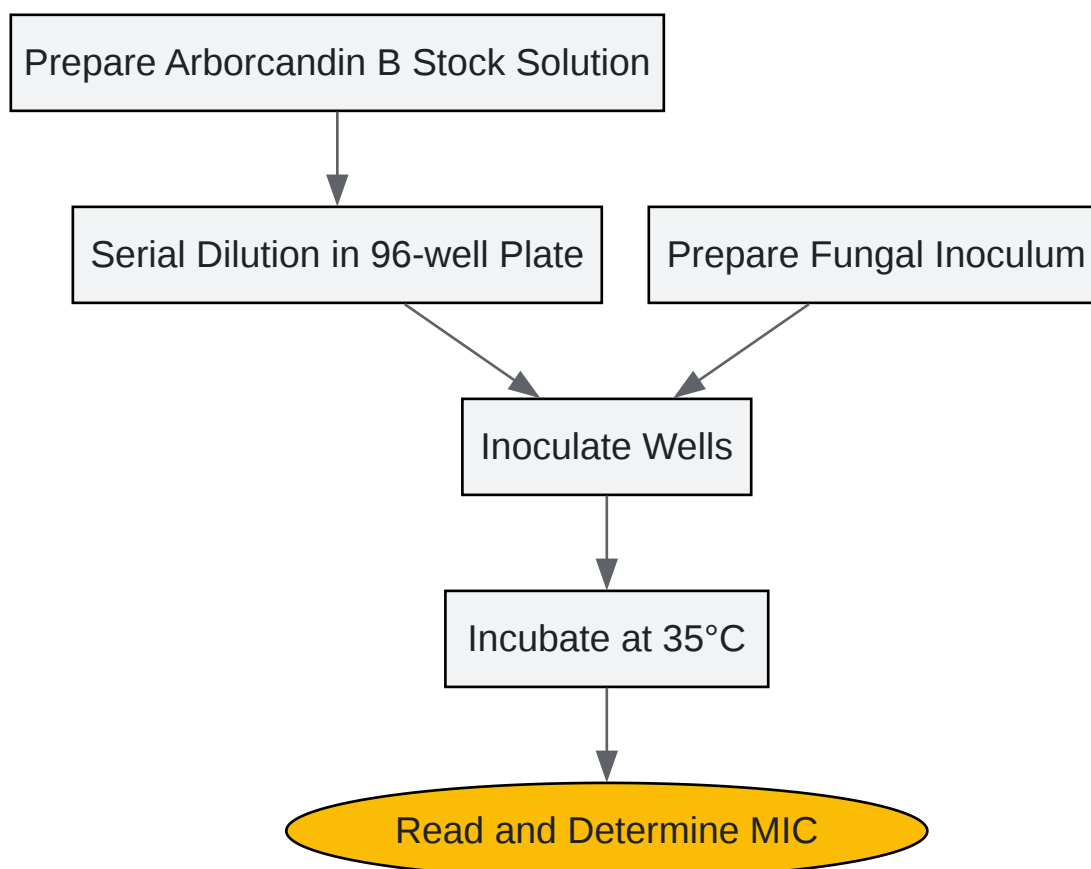 Prepare Arborcandin B Stock Solution
Serial Dilution in 96-well Plate
Prepare Fungal Inoculum
Inoculate Wells
Incubate at 35°C
Read and Determine MIC